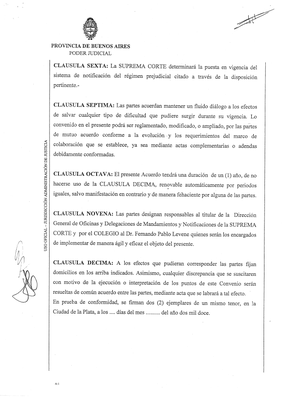 PROVINCIA DE BUENOS AIRES
PODER JUDICIAL
CLAUSULA SEXTA: La SUPREMA CORTE determinará la puesta en vigencia del
sistema de notificación del régimen prejudicial citado a través de la disposición
pertinente.-
CLAUSULA SEPTIMA: Las partes acuerdan mantener un fluido diálogo a los efectos
de salvar cualquier tipo de dificultad que pudiere surgir durante su vigencia. Lo
convenido en el presente podrá ser reglamentado, modificado, o ampliado, por las partes
de mutuo acuerdo conforme a la evolución y los requerimientos del marco de
colaboración que se establece, ya sea mediante actas complementarias o adendas
debidamente conformadas.
CLAUSULA OCTAVA: El presente Acuerdo tendrá una duración de un (1) año, de no
hacerse uso de la CLAUSULA DECIMA, renovable automáticamente por períodos
iguales, salvo manifestación en contrario y de manera fehaciente por alguna de las partes.
CLAUSULA NOVENA: Las partes designan responsables al titular de la Dirección
General de Oficinas y Delegaciones de Mandamientos y Notificaciones de la SUPREMA
CORTE y por el COLEGIO al Dr. Fernando Pablo Levene quienes serán los encargados
de implementar de manera ágil y eficaz el objeto del presente.
CLAUSULA DECIMA: A los efectos que pudieran corresponder las partes fijan
domicilios en los arriba indicados. Asimismo, cualquier discrepancia que se suscitare
con motivo de la ejecución o interpretación de los puntos de este Convenio serán
resueltas de común acuerdo entre las partes, mediante acta que se labrará a tal efecto.
En prueba de conformidad, se firman dos (2) ejemplares de un mismo tenor, en la
Ciudad de la Plata, a los .... días del mes .......... del año dos mil doce.
USO OFICIAL - JURISDICCIÓN ADMINISTRACIÓN DE JUSTICIA